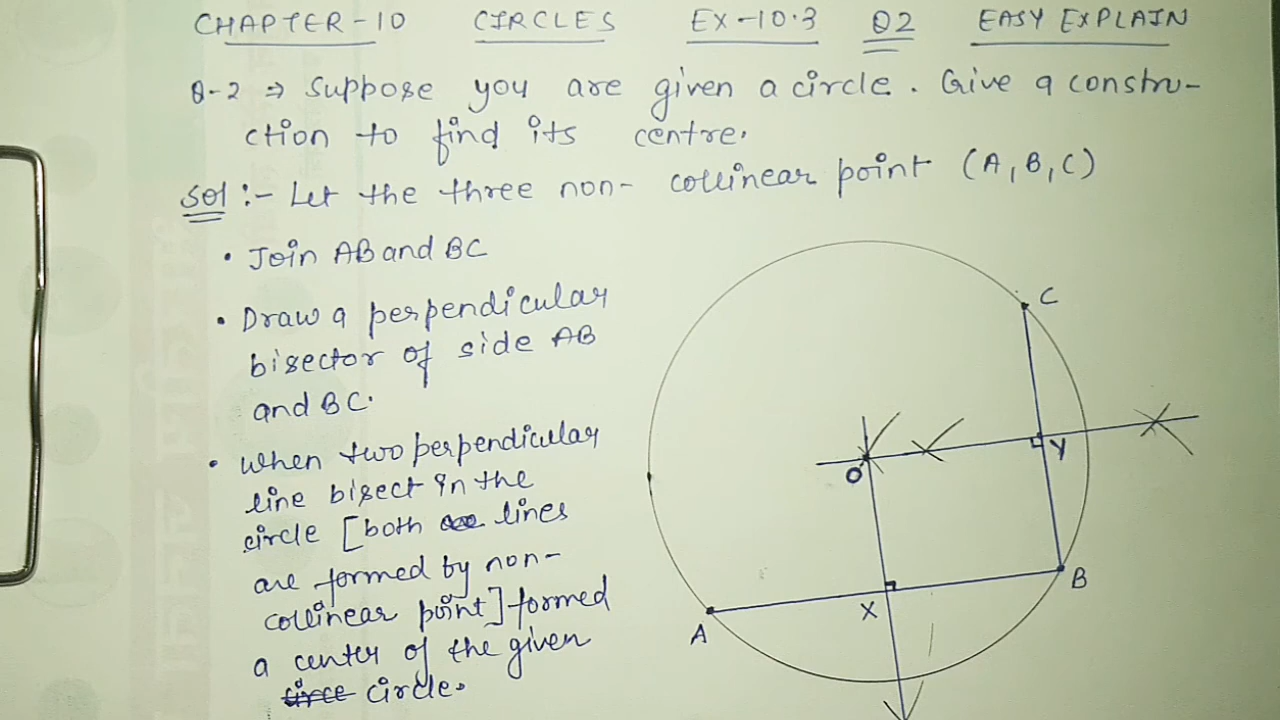 CHAPTER-10 CIRCLES EX-10.3 Q2 EASY EXPLAIN
Q-2 ⇒ Suppose you are given a circle. Give a constru-
ction to find its centre.
Sol :- Let the three non- collinear point (A, B, C)
• Join AB and BC
• Draw a perpendicular
bisector of side AB
and BC.
• When two perpendicular
line bisect in the
circle [both lines
are formed by non-
collinear point] formed
a center of the given
circle.
C
O
Y
B
X
A